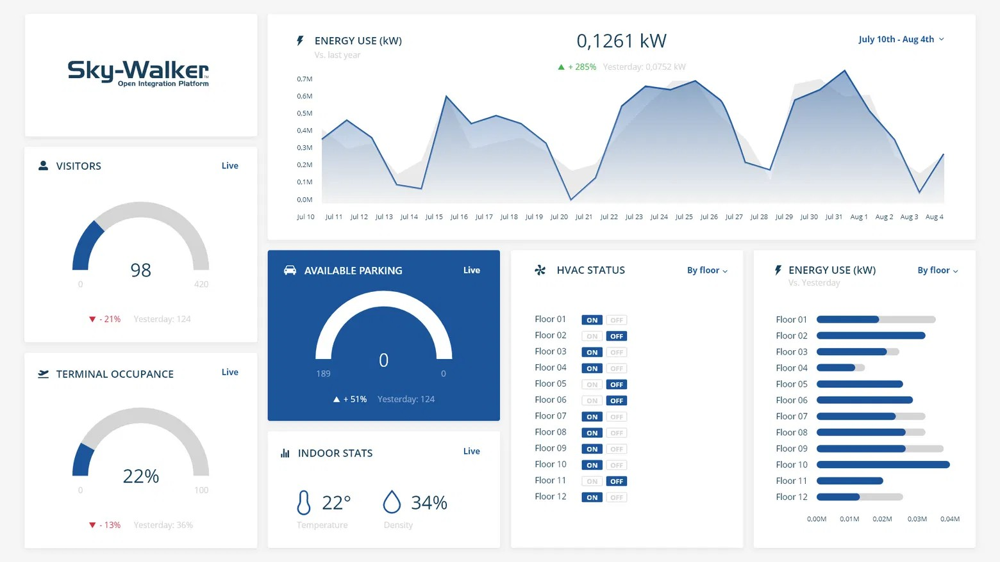 Sky-Walker™
Open Integration Platform
ENERGY USE (kW)
Vs. last year
0,1261 kW
+ 285% Yesterday: 0,0752 kW
July 10th - Aug 4th
0,7M
0,6M
0,5M
0,4M
0,3M
0,2M
0,1M
0,0M
Jul 10 Jul 11 Jul 12 Jul 13 Jul 14 Jul 15 Jul 16 Jul 17 Jul 18 Jul 19 Jul 20 Jul 21 Jul 22 Jul 23 Jul 24 Jul 25 Jul 26 Jul 27 Jul 28 Jul 29 Jul 30 Jul 31 Aug 1 Aug 2 Aug 3 Aug 4
VISITORS Live
98
0 420
- 21% Yesterday: 124
TERMINAL OCCUPANCE Live
22%
0 100
- 13% Yesterday: 36%
AVAILABLE PARKING Live
0
189 0
+ 51% Yesterday: 124
INDOOR STATS Live
22° 34%
Temperature Density
HVAC STATUS By floor
Floor 01 ON OFF
Floor 02 ON OFF
Floor 03 ON OFF
Floor 04 ON OFF
Floor 05 ON OFF
Floor 06 ON OFF
Floor 07 ON OFF
Floor 08 ON OFF
Floor 09 ON OFF
Floor 10 ON OFF
Floor 11 ON OFF
Floor 12 ON OFF
ENERGY USE (kW) By floor
Vs. Yesterday
Floor 01
Floor 02
Floor 03
Floor 04
Floor 05
Floor 06
Floor 07
Floor 08
Floor 09
Floor 10
Floor 11
Floor 12
0,00M 0,01M 0,02M 0,03M 0,04M